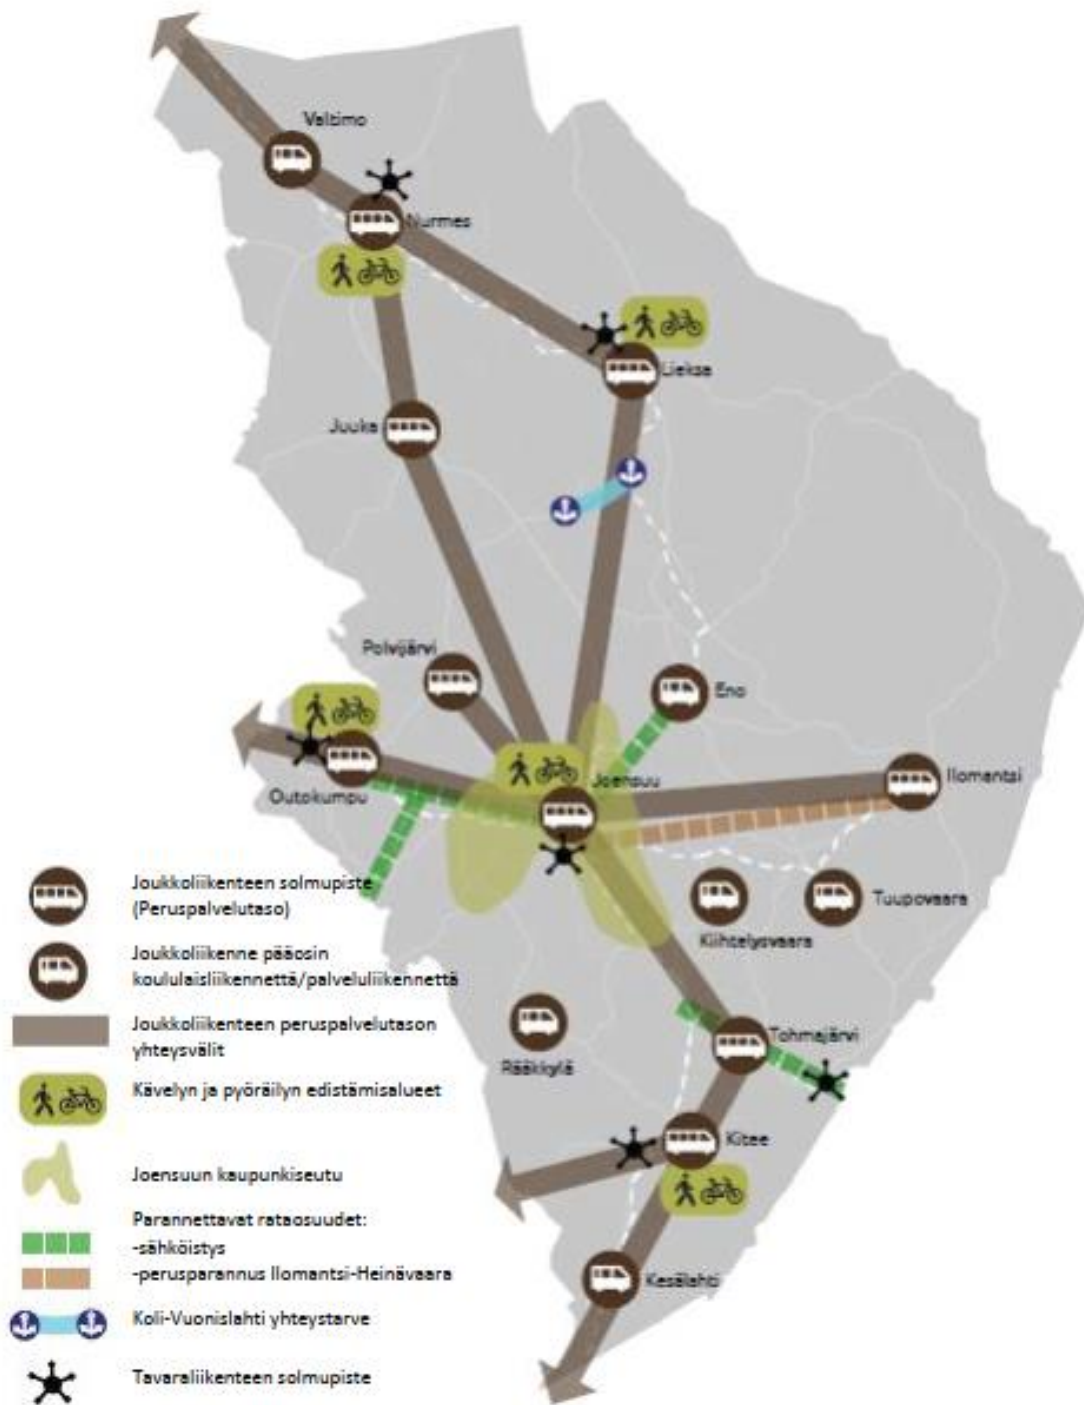 Valtimo
Nurmes
Lieksa
Juuka
Polvijärvi
Eno
Joensuu
Ilomantsi
Outokumpu
Tuupovaara
Kiihtelysvaara
Tohmajärvi
Rääkkylä
Kitee
Kesälahti
Joukkoliikenteen solmupiste
(Peruspalvelutaso)
Joukkoliikenne pääosin
koululaisliikennettä/palveluliikennettä
Joukkoliikenteen peruspalvelutason
yhteysvälit
Kävelyn ja pyöräilyn edistämisalueet
Joensuun kaupunkiseutu
Parannettavat rataosuudet:
-sähköistys
-perusparannus Ilomantsi-Heinävaara
Koli-Vuonislahti yhteystarve
Tavaraliikenteen solmupiste